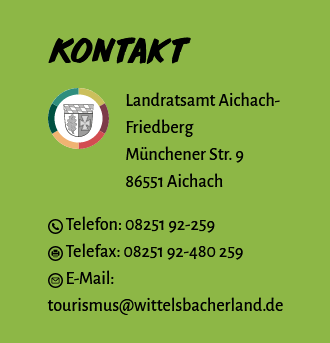 KONTAKT
Landratsamt Aichach-
Friedberg
Münchener Str. 9
86551 Aichach
Telefon: 08251 92-259
Telefax: 08251 92-480 259
E-Mail:
tourismus@wittelsbacherland.de